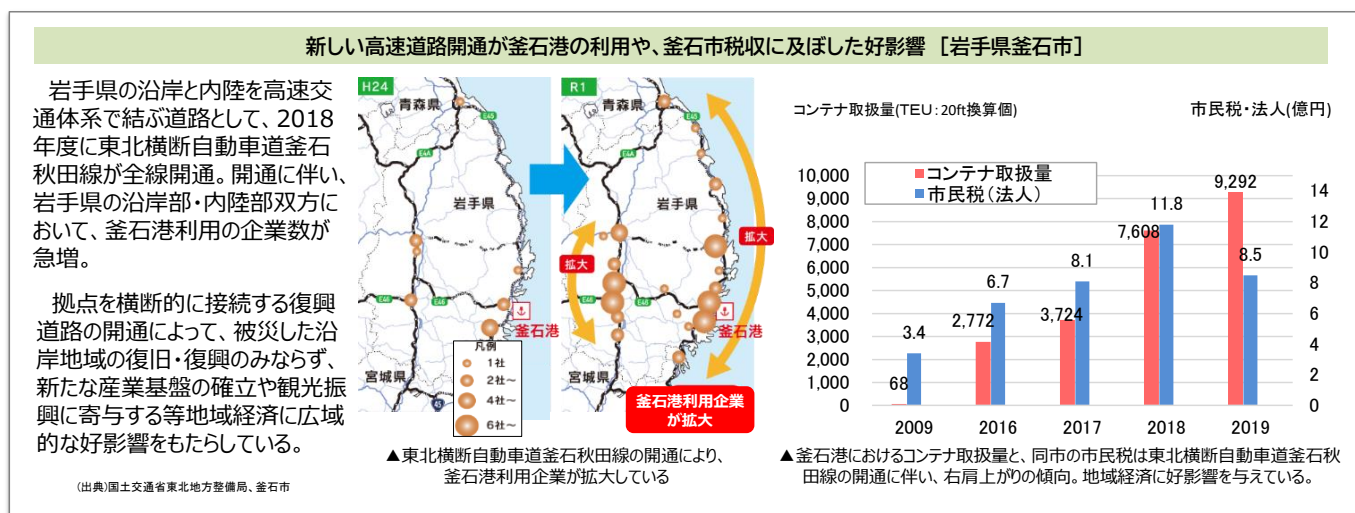 新しい高速道路開通が釜石港の利用や、釜石市税収に及ぼした好影響 [岩手県釜石市]
岩手県の沿岸と内陸を高速交
通体系で結ぶ道路として、2018
年度に東北横断自動車道釜石
秋田線が全線開通。開通に伴い、
岩手県の沿岸部・内陸部双方に
おいて、釜石港利用の企業数が
急増。
拠点を横断的に接続する復興
道路の開通によって、被災した沿
岸地域の復旧・復興のみならず、
新たな産業基盤の確立や観光振
興に寄与する等地域経済に広域
的な好影響をもたらしている。
(出典)国土交通省東北地方整備局、釜石市
H24
青森県
E45
E4A
岩手県
E46
E46
釜石港
宮城県
45
凡例
1社
2社～
4社～
6社～
R1
青森県
E45
E4A
岩手県
拡大
拡大
E46
E46
釜石港
宮城県
釜石港利用企業
が拡大
▲東北横断自動車道釜石秋田線の開通により、
釜石港利用企業が拡大している
コンテナ取扱量(TEU：20ft換算個)
市民税・法人(億円)
コンテナ取扱量
市民税(法人)
10,000
9,000
8,000
7,000
6,000
5,000
4,000
3,000
2,000
1,000
0
68
3.4
2,772
6.7
3,724
8.1
7,608
11.8
9,292
8.5
14
12
10
8
6
4
2
0
2009 2016 2017 2018 2019
▲釜石港におけるコンテナ取扱量と、同市の市民税は東北横断自動車道釜石秋
田線の開通に伴い、右肩上がりの傾向。地域経済に好影響を与えている。